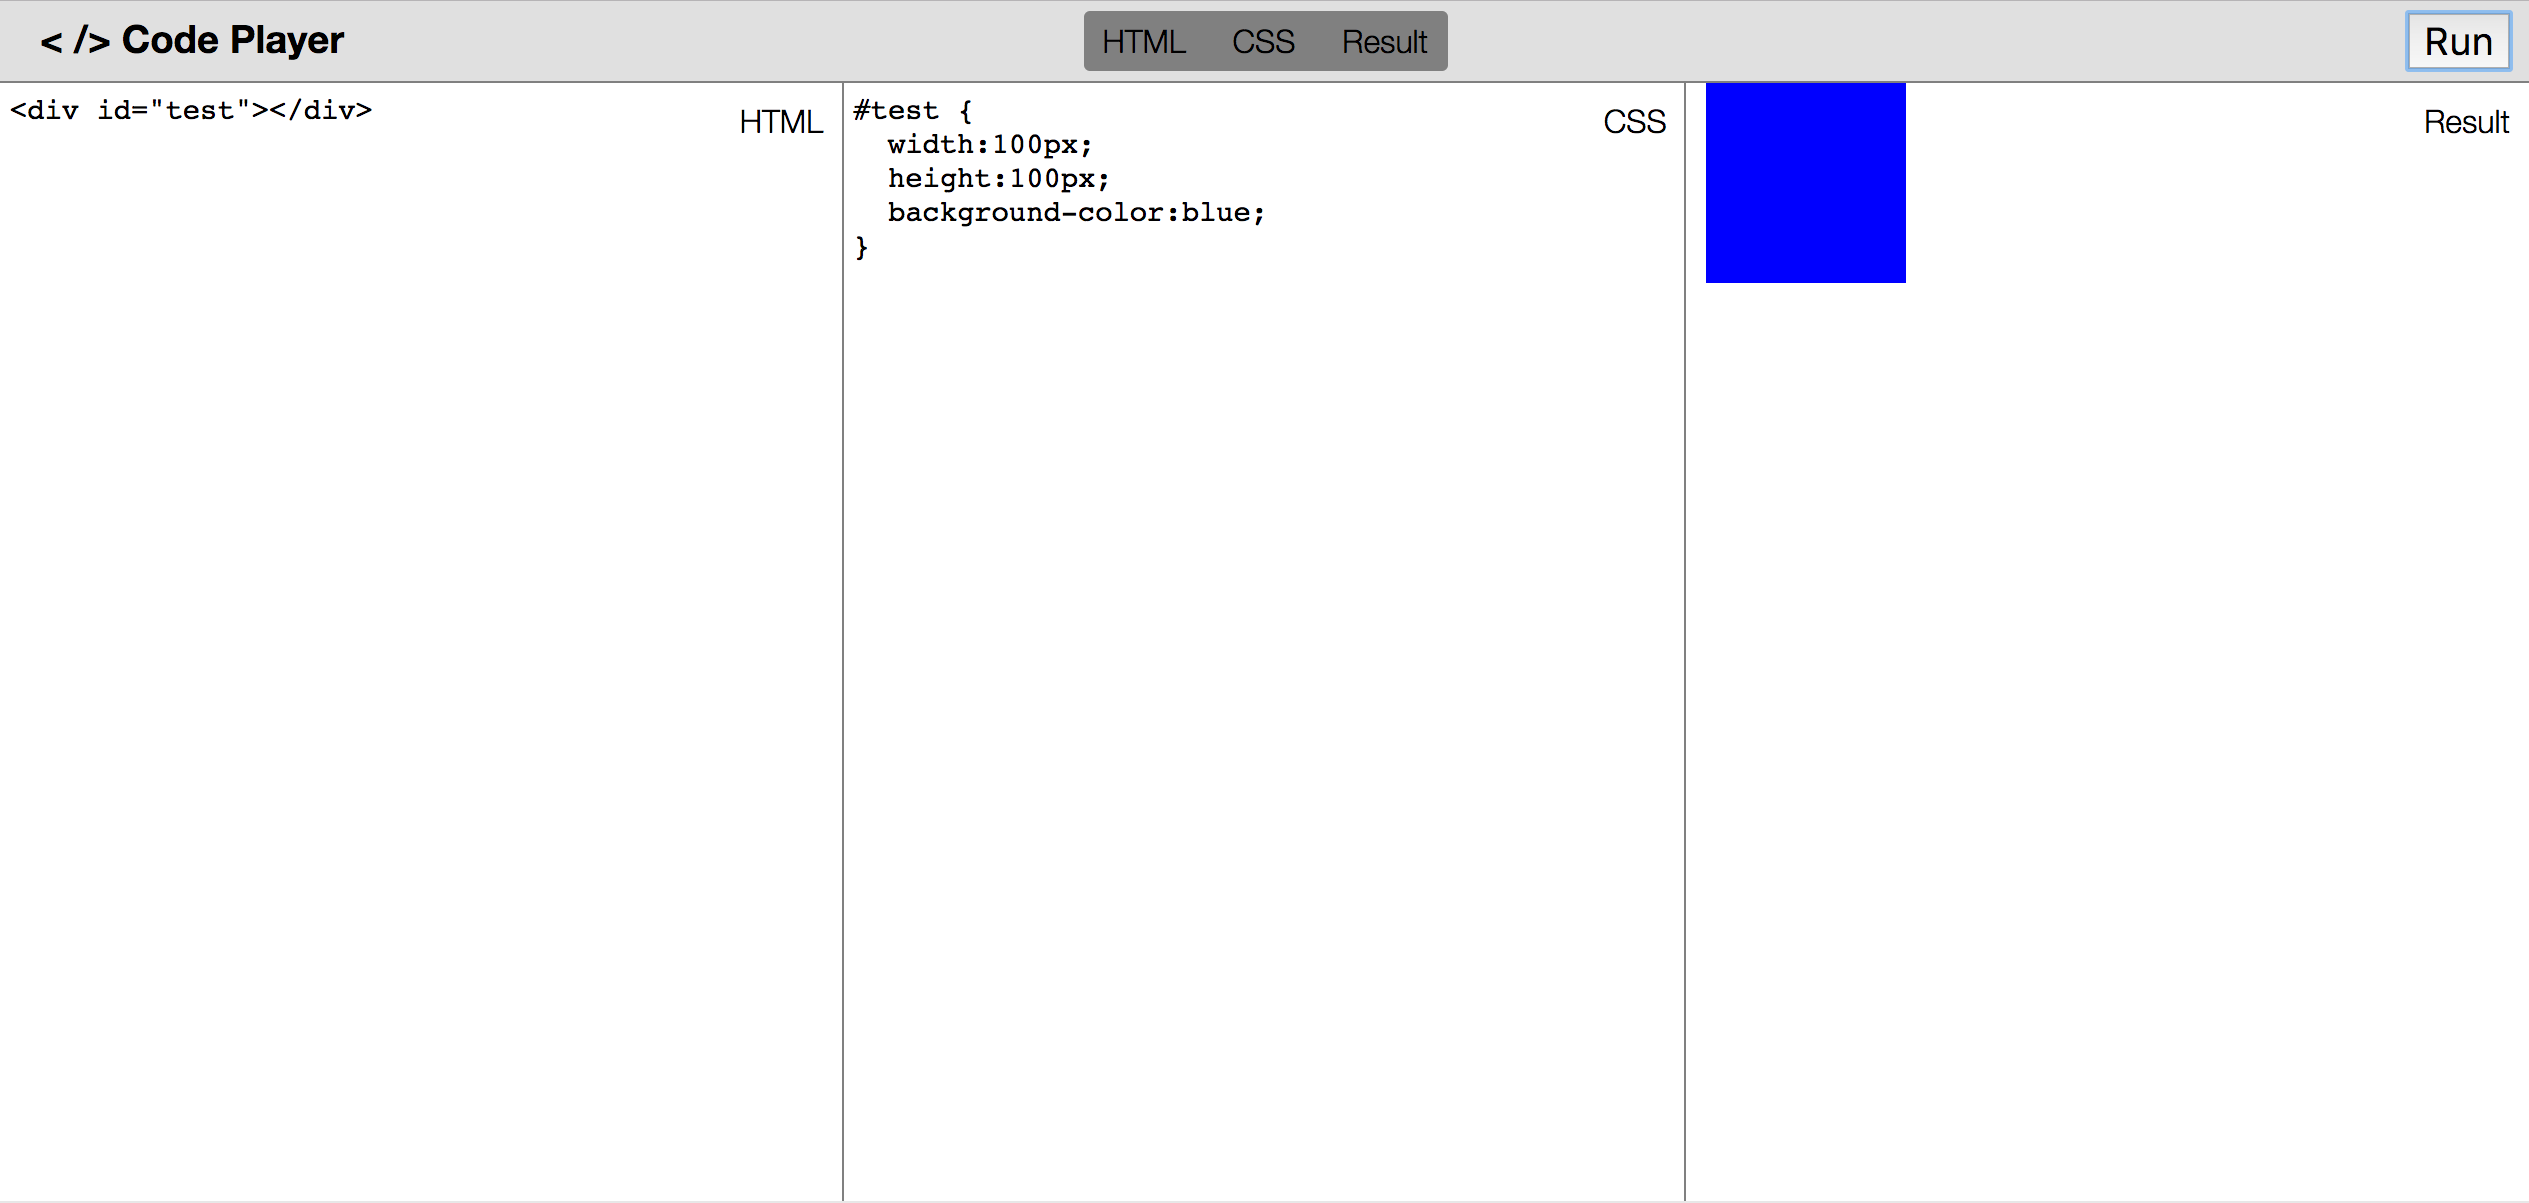 < /> Code Player
HTML CSS Result
Run
<div id="test"></div>
HTML
#test {
  width:100px;
  height:100px;
  background-color:blue;
}
CSS
Result